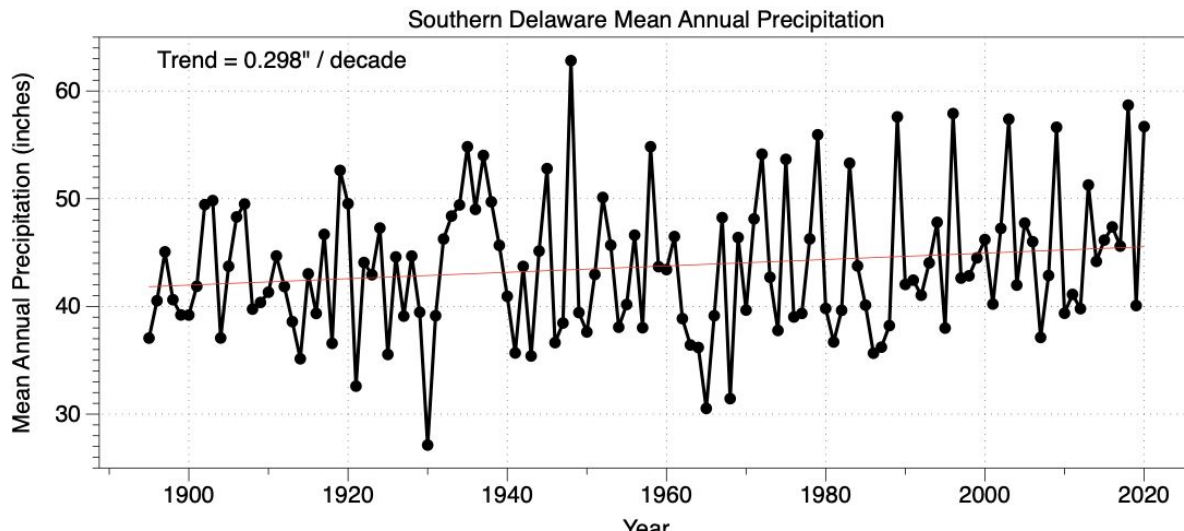 Southern Delaware Mean Annual Precipitation
Trend = 0.298" / decade
Mean Annual Precipitation (inches)
60
50
40
30
1900 1920 1940 1960 1980 2000 2020
Year